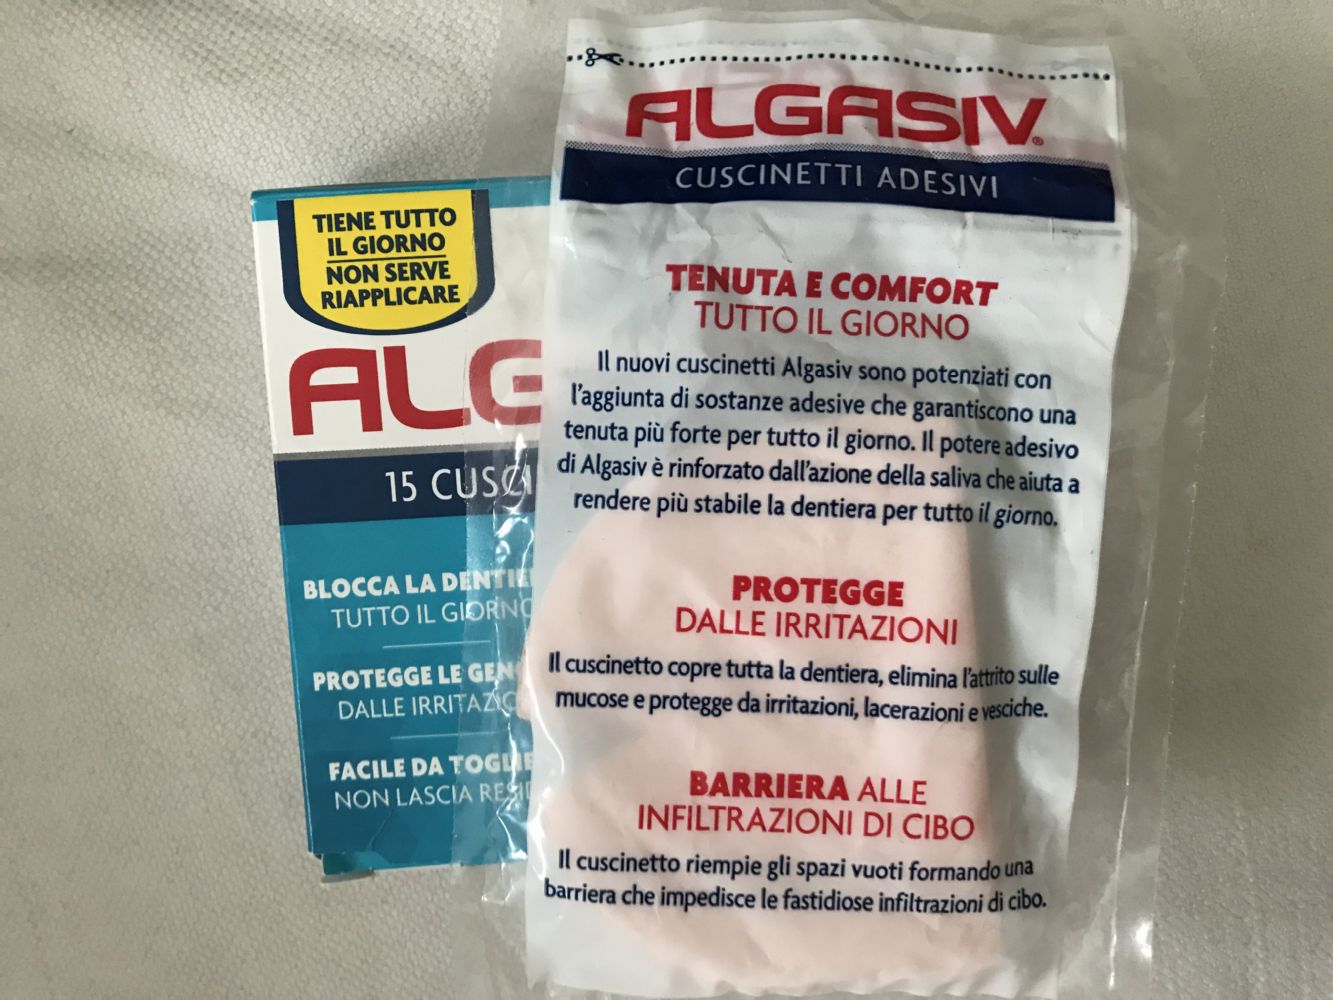 TIENE TUTTO
IL GIORNO
NON SERVE
RIAPPLICARE
ALG
15 CUSCI
BLOCCA LA DENTIE
TUTTO IL GIORNO
PROTEGGE LE GEN
DALLE IRRITAZIO
FACILE DA TOGLIE
NON LASCIA RESID
ALGASIV®
CUSCINETTI ADESIVI
TENUTA E COMFORT
TUTTO IL GIORNO
Il nuovi cuscinetti Algasiv sono potenziati con
l'aggiunta di sostanze adesive che garantiscono una
tenuta più forte per tutto il giorno. Il potere adesivo
di Algasiv è rinforzato dall'azione della saliva che aiuta a
rendere più stabile la dentiera per tutto il giorno.
PROTEGGE
DALLE IRRITAZIONI
Il cuscinetto copre tutta la dentiera, elimina l'attrito sulle
mucose e protegge da irritazioni, lacerazioni e vesciche.
BARRIERA ALLE
INFILTRAZIONI DI CIBO
Il cuscinetto riempie gli spazi vuoti formando una
barriera che impedisce le fastidiose infiltrazioni di cibo.